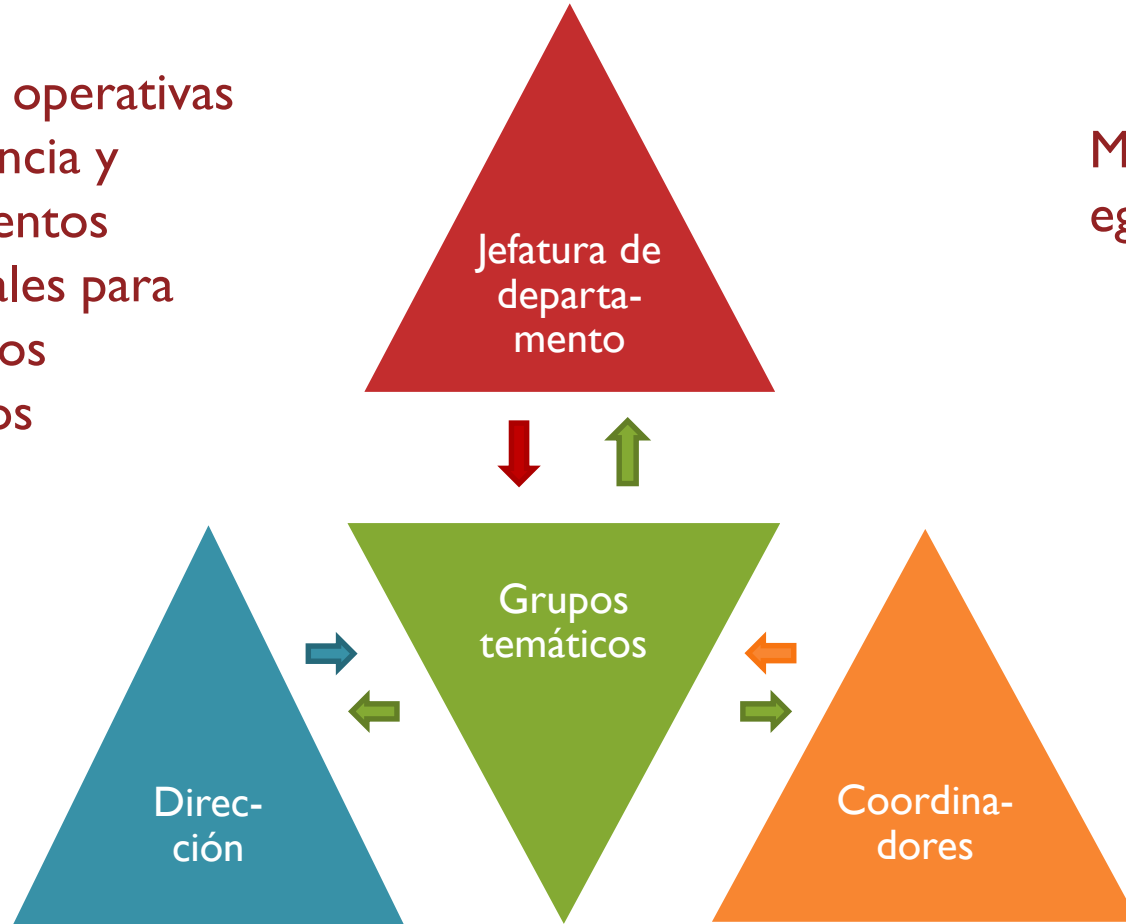 operativas
ncia y
entos
ales para
os
os
M
eg
Jefatura de
departa-
mento
Grupos
temáticos
Direc-
ción
Coordina-
dores